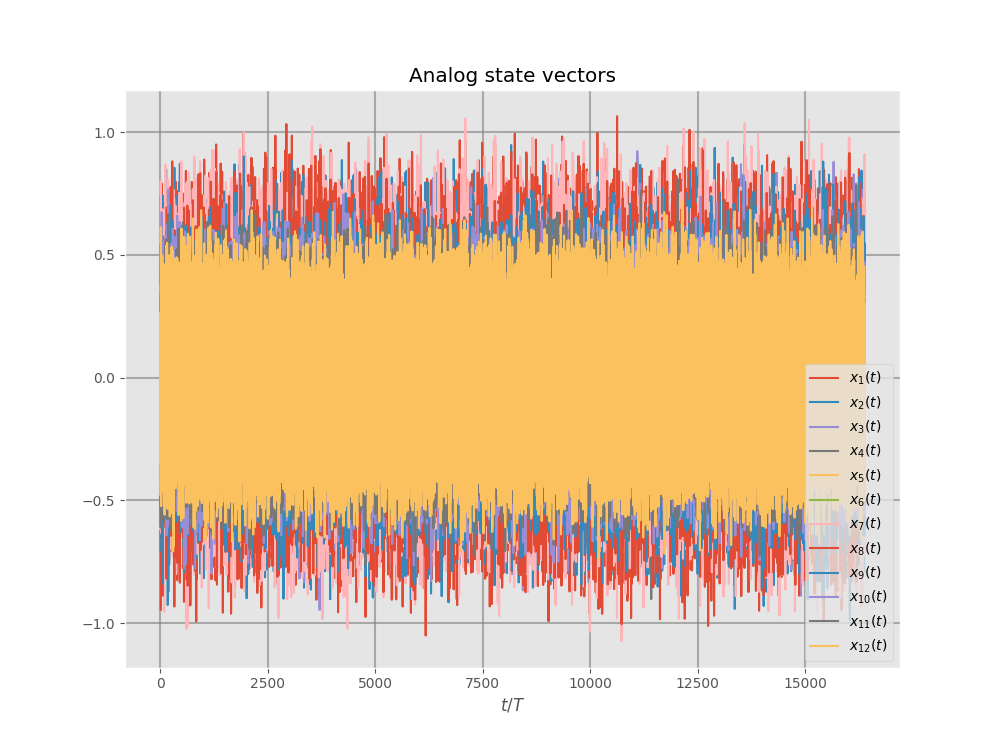 Analog state vectors
1.0
0.5
0.0
−0.5
−1.0
0 2500 5000 7500 10000 12500 15000
t/T
x₁(t)
x₂(t)
x₃(t)
x₄(t)
x₅(t)
x₆(t)
x₇(t)
x₈(t)
x₉(t)
x₁₀(t)
x₁₁(t)
x₁₂(t)